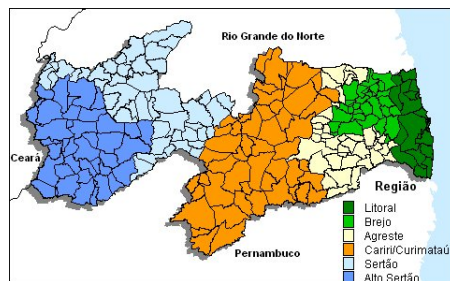 Rio Grande do Norte
Ceará
Pernambuco
Região
Litoral
Brejo
Agreste
Cariri/Curimataú
Sertão
Alto Sertão